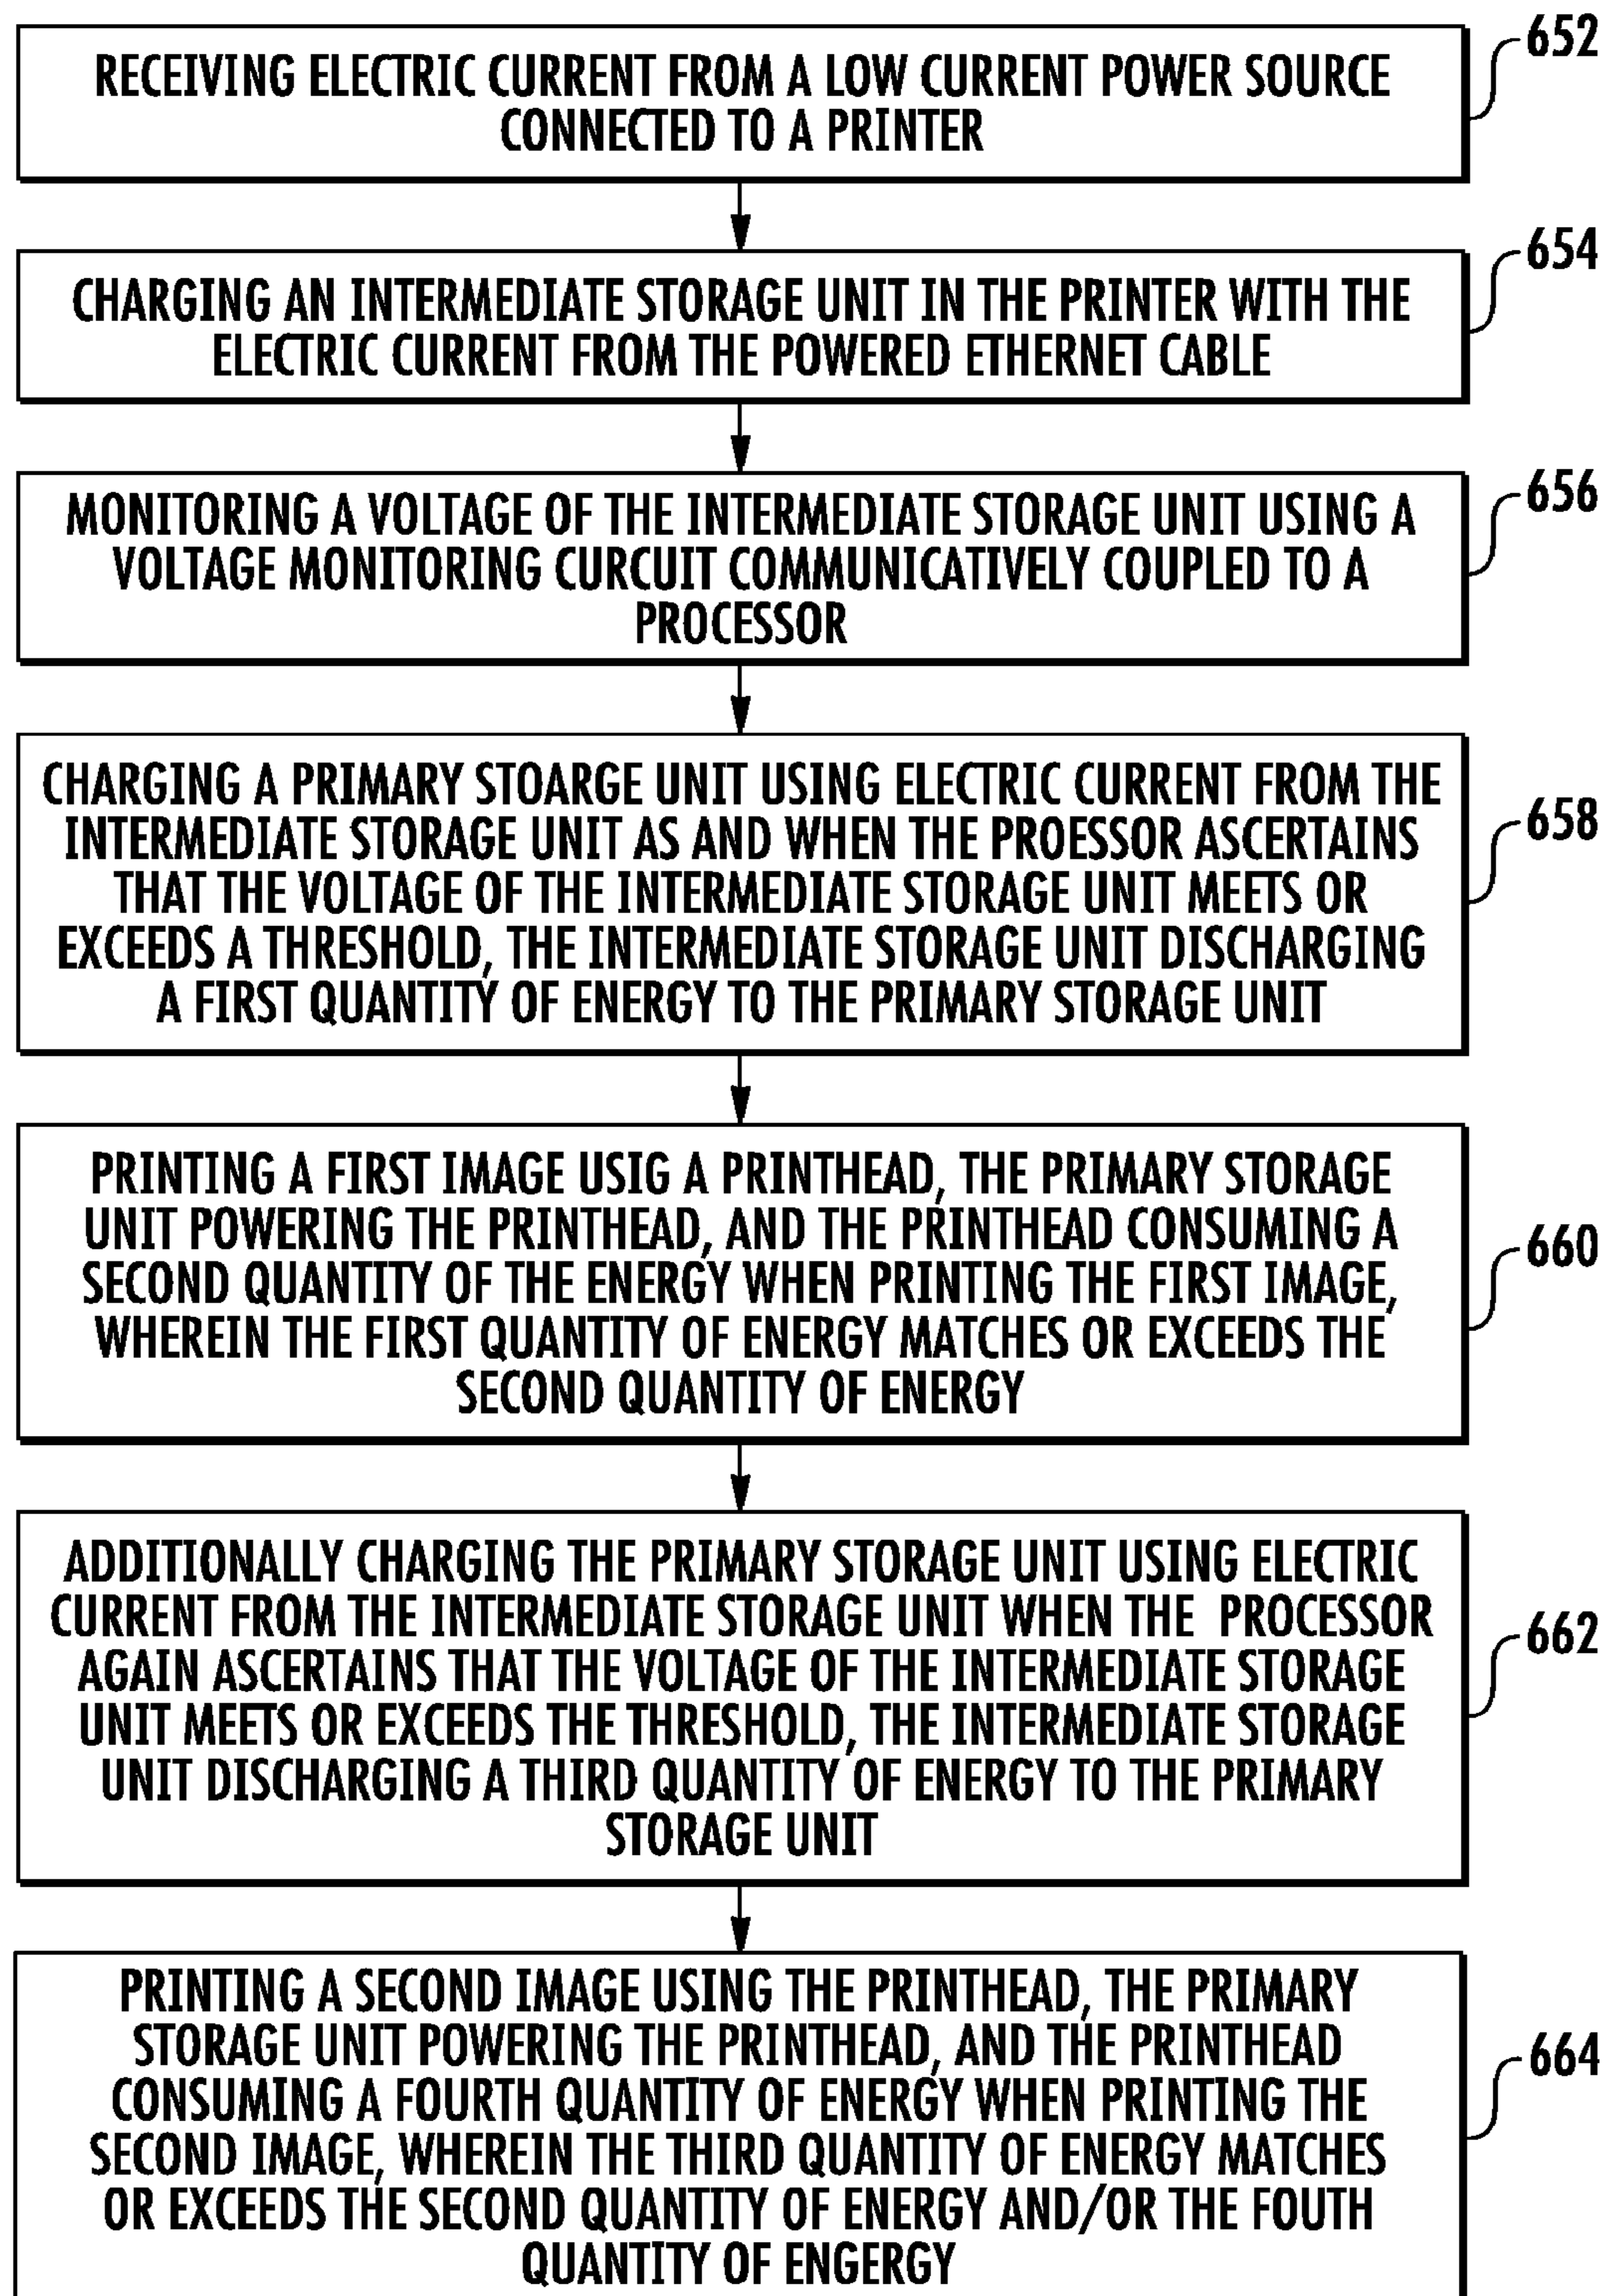 RECEIVING ELECTRIC CURRENT FROM A LOW CURRENT POWER SOURCE
CONNECTED TO A PRINTER
652
CHARGING AN INTERMEDIATE STORAGE UNIT IN THE PRINTER WITH THE
ELECTRIC CURRENT FROM THE POWERED ETHERNET CABLE
654
MONITORING A VOLTAGE OF THE INTERMEDIATE STORAGE UNIT USING A
VOLTAGE MONITORING CURCUIT COMMUNICATIVELY COUPLED TO A
PROCESSOR
656
CHARGING A PRIMARY STOARGE UNIT USING ELECTRIC CURRENT FROM THE
INTERMEDIATE STORAGE UNIT AS AND WHEN THE PROESSOR ASCERTAINS
THAT THE VOLTAGE OF THE INTERMEDIATE STORAGE UNIT MEETS OR
EXCEEDS A THRESHOLD, THE INTERMEDIATE STORAGE UNIT DISCHARGING
A FIRST QUANTITY OF ENERGY TO THE PRIMARY STORAGE UNIT
658
PRINTING A FIRST IMAGE USIG A PRINTHEAD, THE PRIMARY STORAGE
UNIT POWERING THE PRINTHEAD, AND THE PRINTHEAD CONSUMING A
SECOND QUANTITY OF THE ENERGY WHEN PRINTING THE FIRST IMAGE,
WHEREIN THE FIRST QUANTITY OF ENERGY MATCHES OR EXCEEDS THE
SECOND QUANTITY OF ENERGY
660
ADDITIONALLY CHARGING THE PRIMARY STORAGE UNIT USING ELECTRIC
CURRENT FROM THE INTERMEDIATE STORAGE UNIT WHEN THE PROCESSOR
AGAIN ASCERTAINS THAT THE VOLTAGE OF THE INTERMEDIATE STORAGE
UNIT MEETS OR EXCEEDS THE THRESHOLD, THE INTERMEDIATE STORAGE
UNIT DISCHARGING A THIRD QUANTITY OF ENERGY TO THE PRIMARY
STORAGE UNIT
662
PRINTING A SECOND IMAGE USING THE PRINTHEAD, THE PRIMARY
STORAGE UNIT POWERING THE PRINTHEAD, AND THE PRINTHEAD
CONSUMING A FOURTH QUANTITY OF ENERGY WHEN PRINTING THE
SECOND IMAGE, WHEREIN THE THIRD QUANTITY OF ENERGY MATCHES
OR EXCEEDS THE SECOND QUANTITY OF ENERGY AND/OR THE FOUTH
QUANTITY OF ENGERGY
664